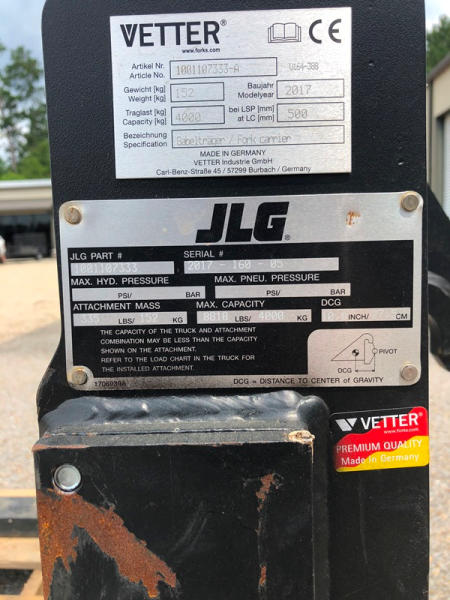 VETTER®
www.forks.com
Artikel Nr.
Article No.
1001107333-A
Gewicht [kg]
Weight [kg]
152
Baujahr
Modelyear
2017
Traglast [kg]
Capacity [kg]
4000
bei LSP [mm]
at LC [mm]
500
Bezeichnung
Specification
Gabelträger / Fork carrier
MADE IN GERMANY
VETTER Industrie GmbH
Carl-Benz-Straße 45 / 57299 Burbach / Germany
JLG®
JLG PART #
SERIAL #
1001107333
2017 - 160 - 05
MAX. HYD. PRESSURE
MAX. PNEU. PRESSURE
PSI/ BAR
PSI/ BAR
ATTACHMENT MASS
MAX. CAPACITY
DCG
LBS/ 152 KG
8818 LBS/ 4000 KG
INCH/ CM
THE CAPACITY OF THE TRUCK AND ATTACHMENT
COMBINATION MAY BE LESS THAN THE CAPACITY
SHOWN ON THE ATTACHMENT.
REFER TO THE LOAD CHART IN THE TRUCK FOR
THE INSTALLED ATTACHMENT.
PIVOT
DCG
DCG = DISTANCE TO CENTER of GRAVITY
VETTER®
www.forks.com
PREMIUM QUALITY
Made in Germany